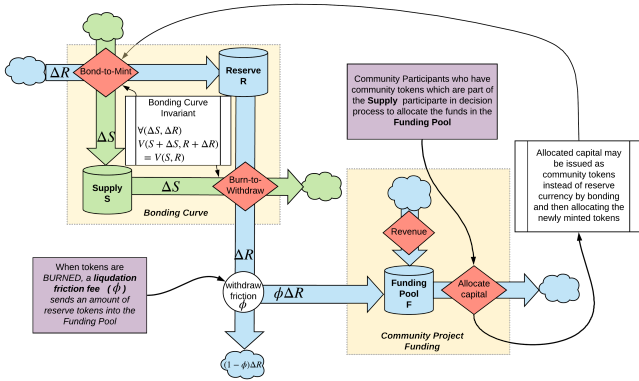 Bond-to-Mint
ΔR
Reserve
R
Bonding Curve
Invariant
∀(ΔS, ΔR)
V(S + ΔS, R + ΔR)
= V(S, R)
ΔS
Supply
S
ΔS
Burn-to-
Withdraw
Bonding Curve
Community Participants who have
community tokens which are part of
the Supply participarte in decision
process to allocate the funds in the
Funding Pool
Allocated capital may
be issued as
community tokens
instead of reserve
currency by bonding
and then allocating the
newly minted tokens
Revenue
ΔR
When tokens are
BURNED, a liqudation
friction fee (ϕ)
sends an amount of
reserve tokens into the
Funding Pool
withdraw
friction
ϕ
ϕΔR
Funding
Pool
F
Allocate
capital
Community Project
Funding
(1−ϕ)ΔR